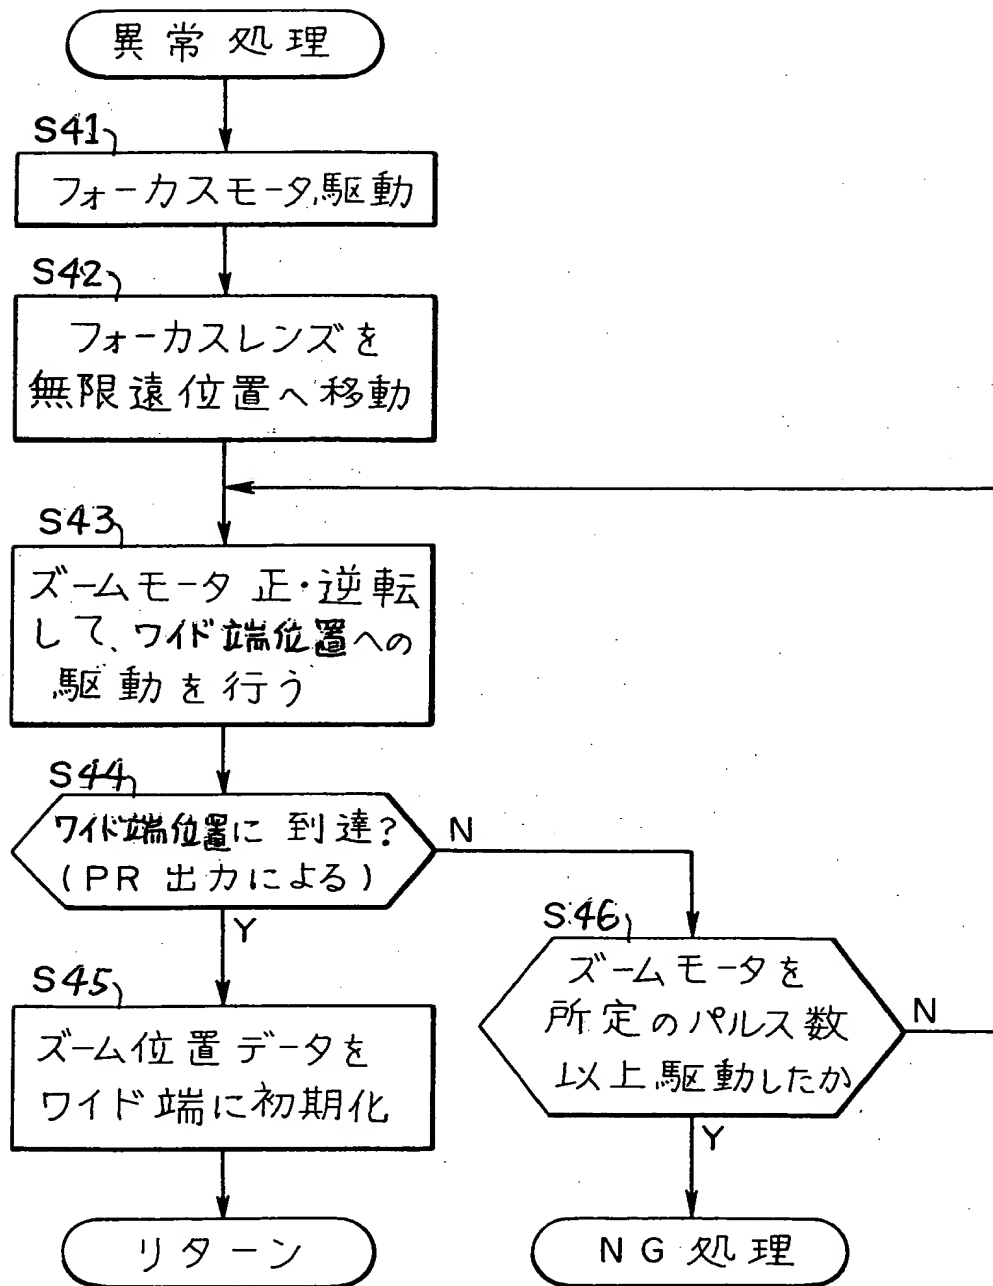 異常処理
S41
フォーカスモータ駆動
S42
フォーカスレンズを
無限遠位置へ移動
S43
ズームモータ 正・逆転
して、ワイド端位置への
駆動を行う
S44
ワイド端位置に 到達?
(PR 出力による)
N
Y
S45
ズーム位置データを
ワイド端に初期化
リターン
S46
ズームモータを
所定のパルス数
以上駆動したか
N
Y
NG処理